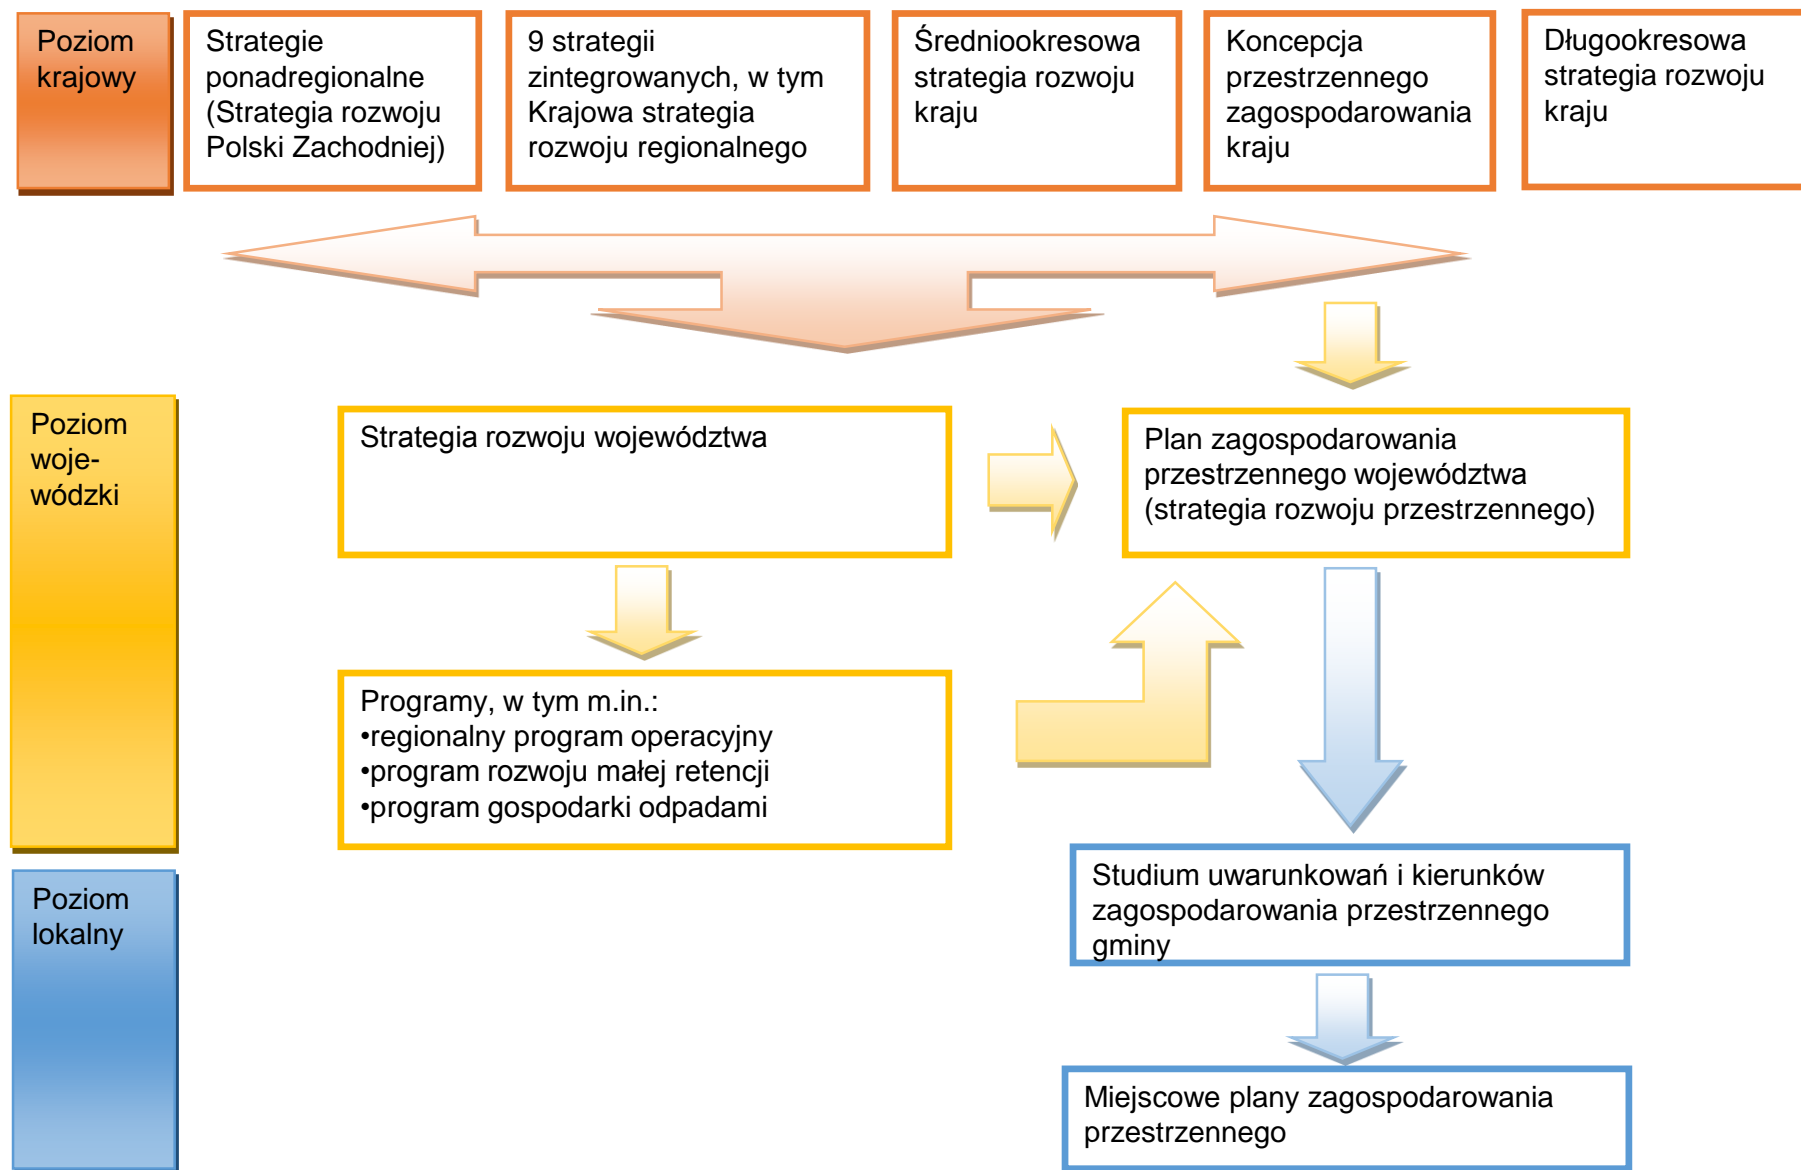 Poziom
krajowy
Strategie
ponadregionalne
(Strategia rozwoju
Polski Zachodniej)
9 strategii
zintegrowanych, w tym
Krajowa strategia
rozwoju regionalnego
Średniookresowa
strategia rozwoju
kraju
Koncepcja
przestrzennego
zagospodarowania
kraju
Długookresowa
strategia rozwoju
kraju
Poziom
woje-
wódzki
Strategia rozwoju województwa
Plan zagospodarowania
przestrzennego województwa
(strategia rozwoju przestrzennego)
Programy, w tym m.in.:
•regionalny program operacyjny
•program rozwoju małej retencji
•program gospodarki odpadami
Poziom
lokalny
Studium uwarunkowań i kierunków
zagospodarowania przestrzennego
gminy
Miejscowe plany zagospodarowania
przestrzennego